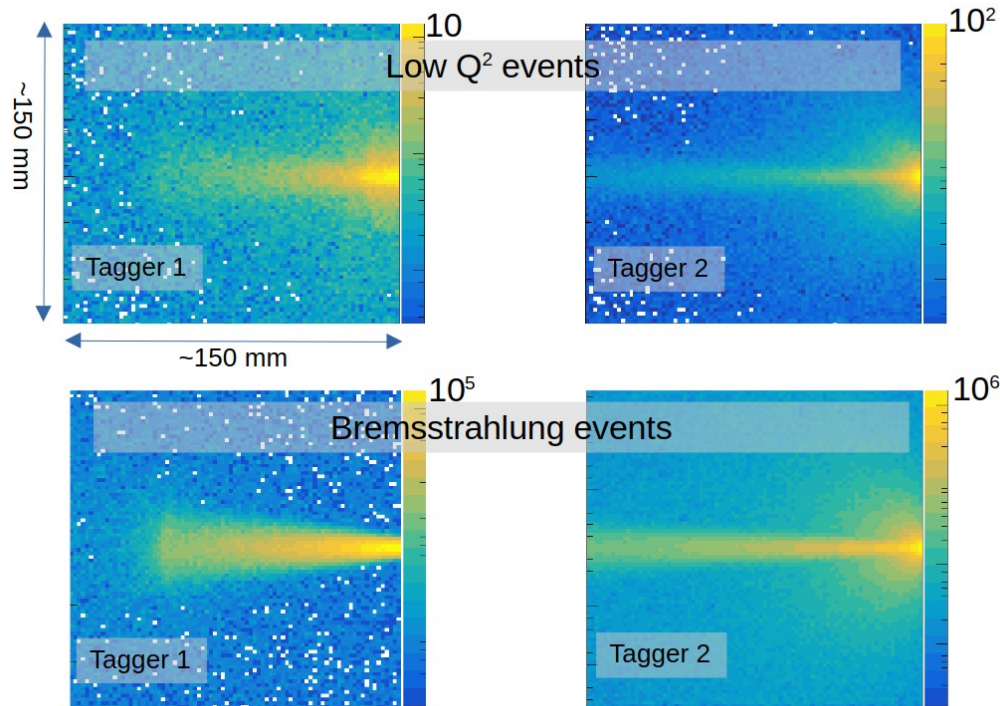 10
10²
Low Q² events
~150 mm
Tagger 1
Tagger 2
~150 mm
10⁵
10⁶
Bremsstrahlung events
Tagger 1
Tagger 2